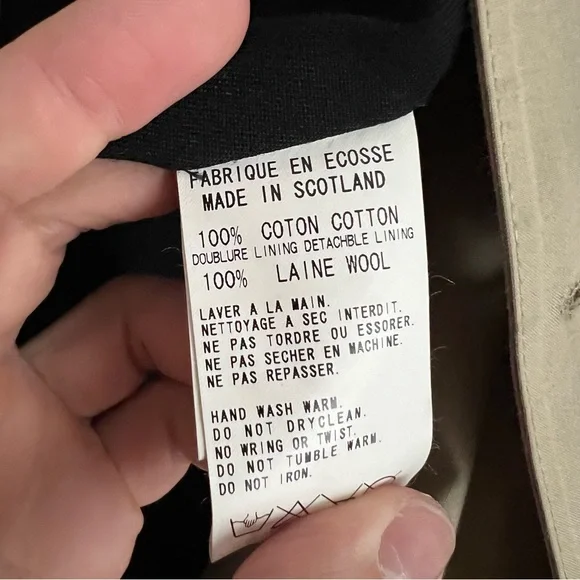 FABRIQUE EN ECOSSE
MADE IN SCOTLAND
100% COTON COTTON
DOUBLURE LINING DETACHBLE LINING
100% LAINE WOOL
LAVER A LA MAIN.
NETTOYAGE A SEC INTERDIT.
NE PAS TORDRE OU ESSORER.
NE PAS SECHER EN MACHINE.
NE PAS REPASSER.
HAND WASH WARM.
DO NOT DRYCLEAN.
NO WRING OR TWIST.
DO NOT TUMBLE WARM.
DO NOT IRON.